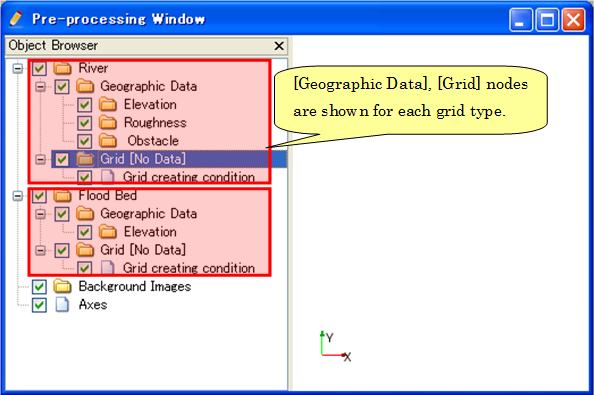 Pre-processing Window
Object Browser
River
Geographic Data
Elevation
Roughness
Obstacle
Grid [No Data]
Grid creating condition
Flood Bed
Geographic Data
Elevation
Grid [No Data]
Grid creating condition
Background Images
Axes
[Geographic Data], [Grid] nodes
are shown for each grid type.
Y
X